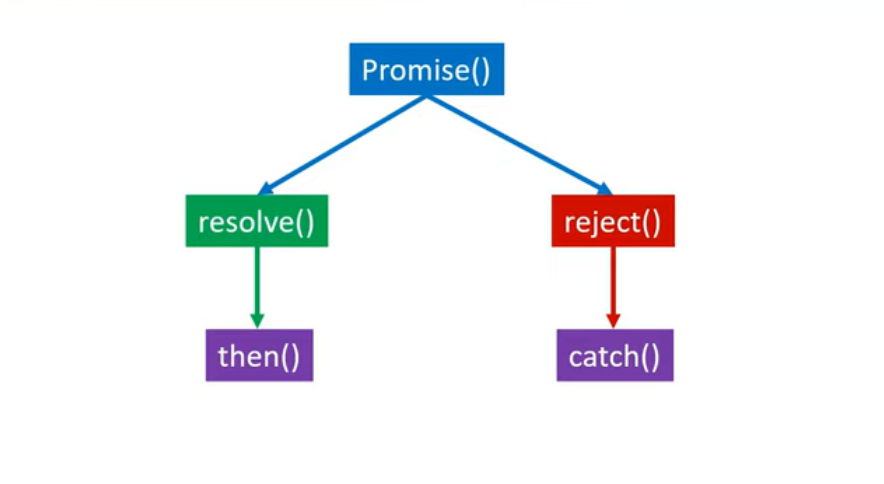 Promise()
resolve()
reject()
then()
catch()